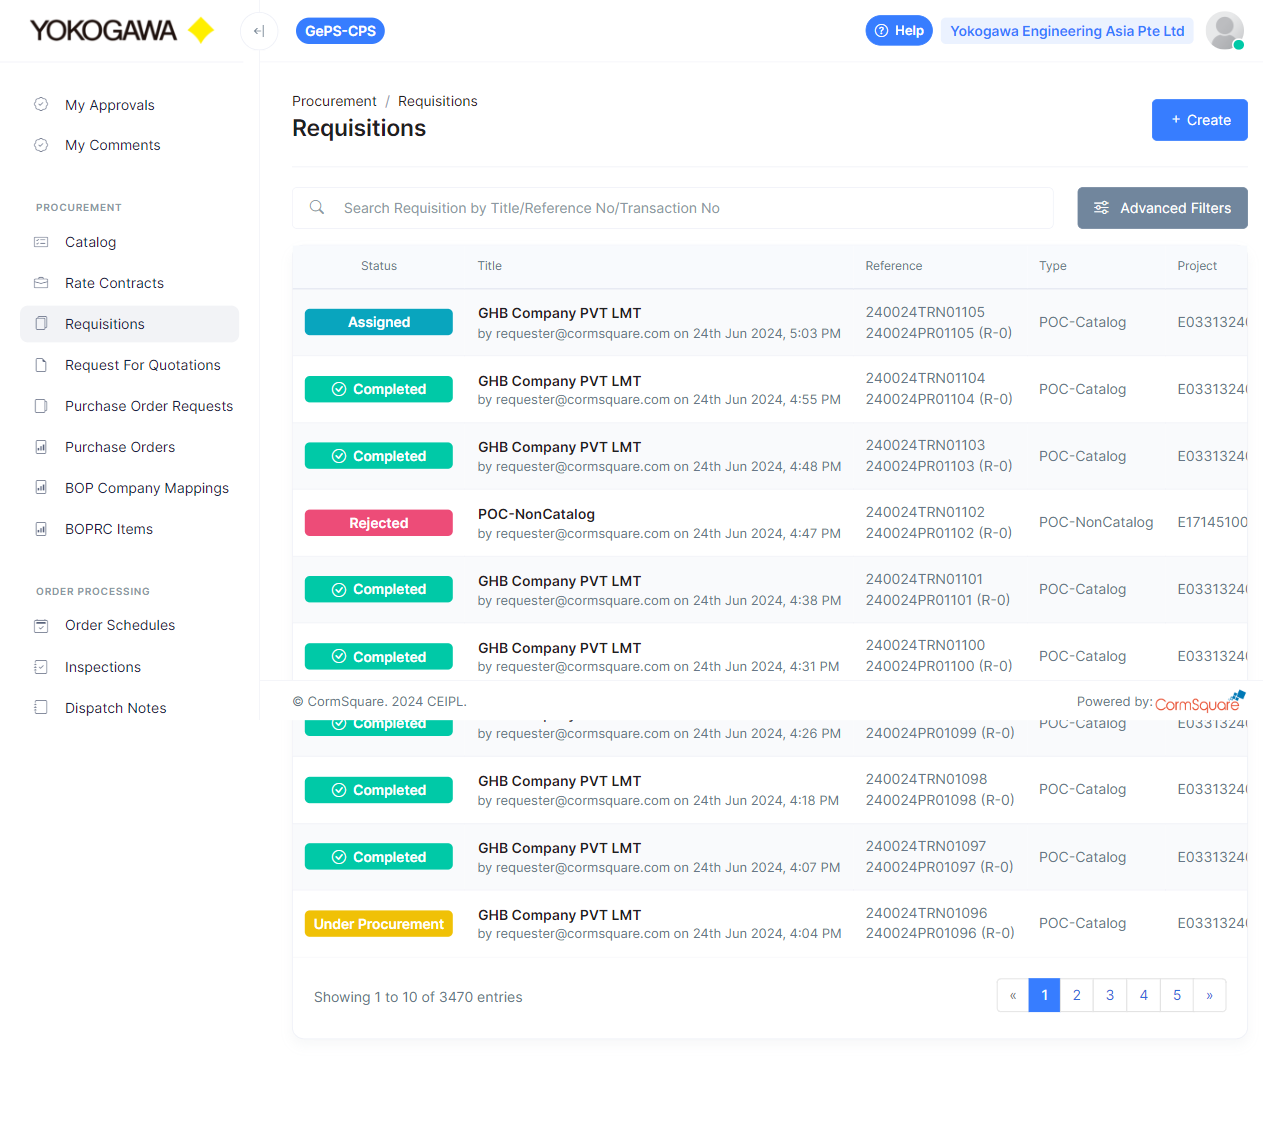 YOKOGAWA
GePS-CPS
Help
Yokogawa Engineering Asia Pte Ltd
My Approvals
My Comments
PROCUREMENT
Catalog
Rate Contracts
Requisitions
Request For Quotations
Purchase Order Requests
Purchase Orders
BOP Company Mappings
BOPRC Items
ORDER PROCESSING
Order Schedules
Inspections
Dispatch Notes
Procurement / Requisitions
Requisitions
+ Create
Search Requisition by Title/Reference No/Transaction No
Advanced Filters
Status Title Reference Type Project
Assigned
GHB Company PVT LMT
by requester@cormsquare.com on 24th Jun 2024, 5:03 PM
240024TRN01105
240024PR01105 (R-0)
POC-Catalog
E0331324
Completed
GHB Company PVT LMT
by requester@cormsquare.com on 24th Jun 2024, 4:55 PM
240024TRN01104
240024PR01104 (R-0)
POC-Catalog
E0331324
Completed
GHB Company PVT LMT
by requester@cormsquare.com on 24th Jun 2024, 4:48 PM
240024TRN01103
240024PR01103 (R-0)
POC-Catalog
E0331324
Rejected
POC-NonCatalog
by requester@cormsquare.com on 24th Jun 2024, 4:47 PM
240024TRN01102
240024PR01102 (R-0)
POC-NonCatalog
E17145100
Completed
GHB Company PVT LMT
by requester@cormsquare.com on 24th Jun 2024, 4:38 PM
240024TRN01101
240024PR01101 (R-0)
POC-Catalog
E0331324
Completed
GHB Company PVT LMT
by requester@cormsquare.com on 24th Jun 2024, 4:31 PM
240024TRN01100
240024PR01100 (R-0)
POC-Catalog
E0331324
© CormSquare. 2024 CEIPL.
Powered by: CormSquare
Completed
by requester@cormsquare.com on 24th Jun 2024, 4:26 PM
240024PR01099 (R-0)
POC-Catalog
E0331324
Completed
GHB Company PVT LMT
by requester@cormsquare.com on 24th Jun 2024, 4:18 PM
240024TRN01098
240024PR01098 (R-0)
POC-Catalog
E0331324
Completed
GHB Company PVT LMT
by requester@cormsquare.com on 24th Jun 2024, 4:07 PM
240024TRN01097
240024PR01097 (R-0)
POC-Catalog
E0331324
Under Procurement
GHB Company PVT LMT
by requester@cormsquare.com on 24th Jun 2024, 4:04 PM
240024TRN01096
240024PR01096 (R-0)
POC-Catalog
E0331324
Showing 1 to 10 of 3470 entries
« 1 2 3 4 5 »